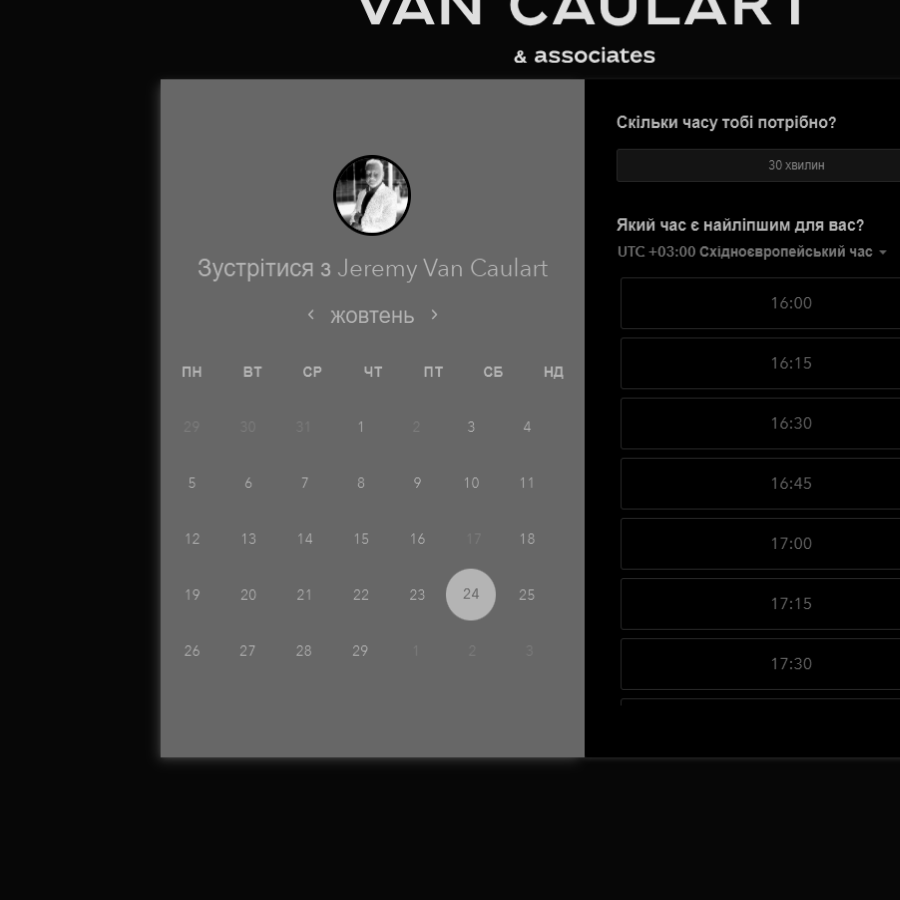 VAN CAULART
& associates
Зустрітися з Jeremy Van Caulart
жовтень
ПН ВТ СР ЧТ ПТ СБ НД
29 30 31 1 2 3 4
5 6 7 8 9 10 11
12 13 14 15 16 17 18
19 20 21 22 23 24 25
26 27 28 29 1 2 3
Скільки часу тобі потрібно?
30 хвилин
Який час є найліпшим для вас?
UTC +03:00 Східноєвропейський час
16:00
16:15
16:30
16:45
17:00
17:15
17:30